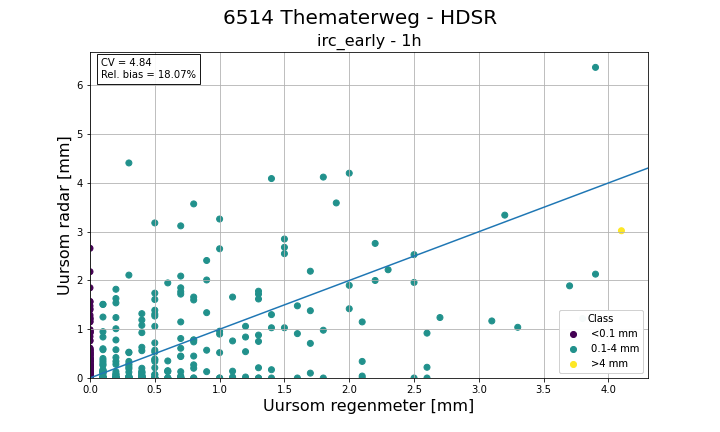 6514 Thematerweg - HDSR
irc_early - 1h
CV = 4.84
Rel. bias = 18.07%
Uursom radar [mm]
6
5
4
3
2
1
0
0.0 0.5 1.0 1.5 2.0 2.5 3.0 3.5 4.0
Uursom regenmeter [mm]
Class
<0.1 mm
0.1-4 mm
>4 mm